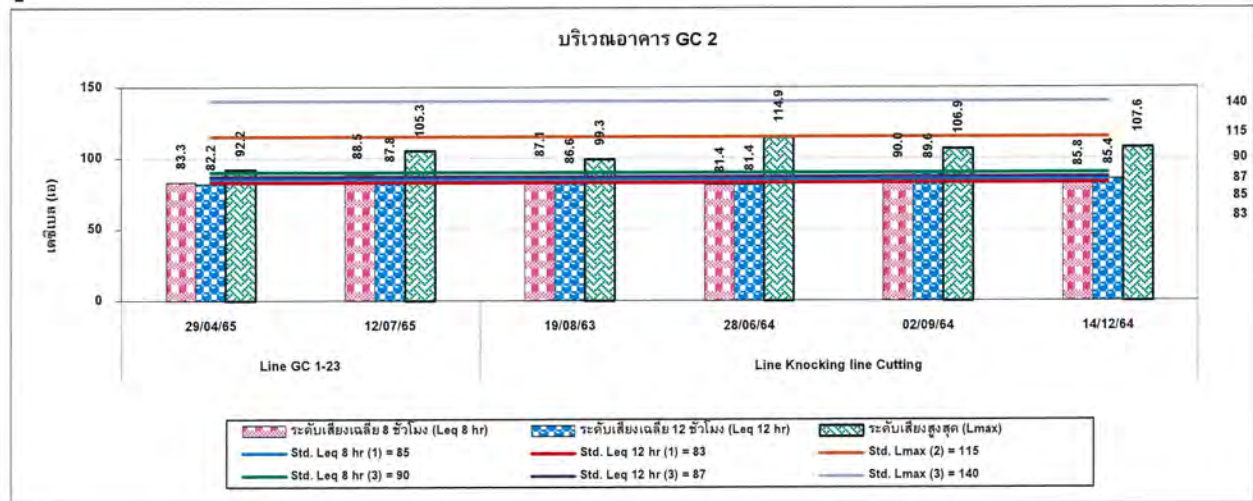 บริเวณอาคาร GC 2
เดซิเบล (เอ)
150
100
50
0
83.3 82.2 92.2 88.5 87.8 105.3 87.1 86.6 99.3 81.4 81.4 114.9 90.0 89.6 106.9 85.8 85.4 107.6
140
115
90
87
85
83
29/04/65 12/07/65 19/08/63 28/06/64 02/09/64 14/12/64
Line GC 1-23 Line Knocking line Cutting
ระดับเสียงเฉลี่ย 8 ชั่วโมง (Leq 8 hr) ระดับเสียงเฉลี่ย 12 ชั่วโมง (Leq 12 hr) ระดับเสียงสูงสุด (Lmax)
Std. Leq 8 hr (1) = 85 Std. Leq 12 hr (1) = 83 Std. Lmax (2) = 115
Std. Leq 8 hr (3) = 90 Std. Leq 12 hr (3) = 87 Std. Lmax (3) = 140